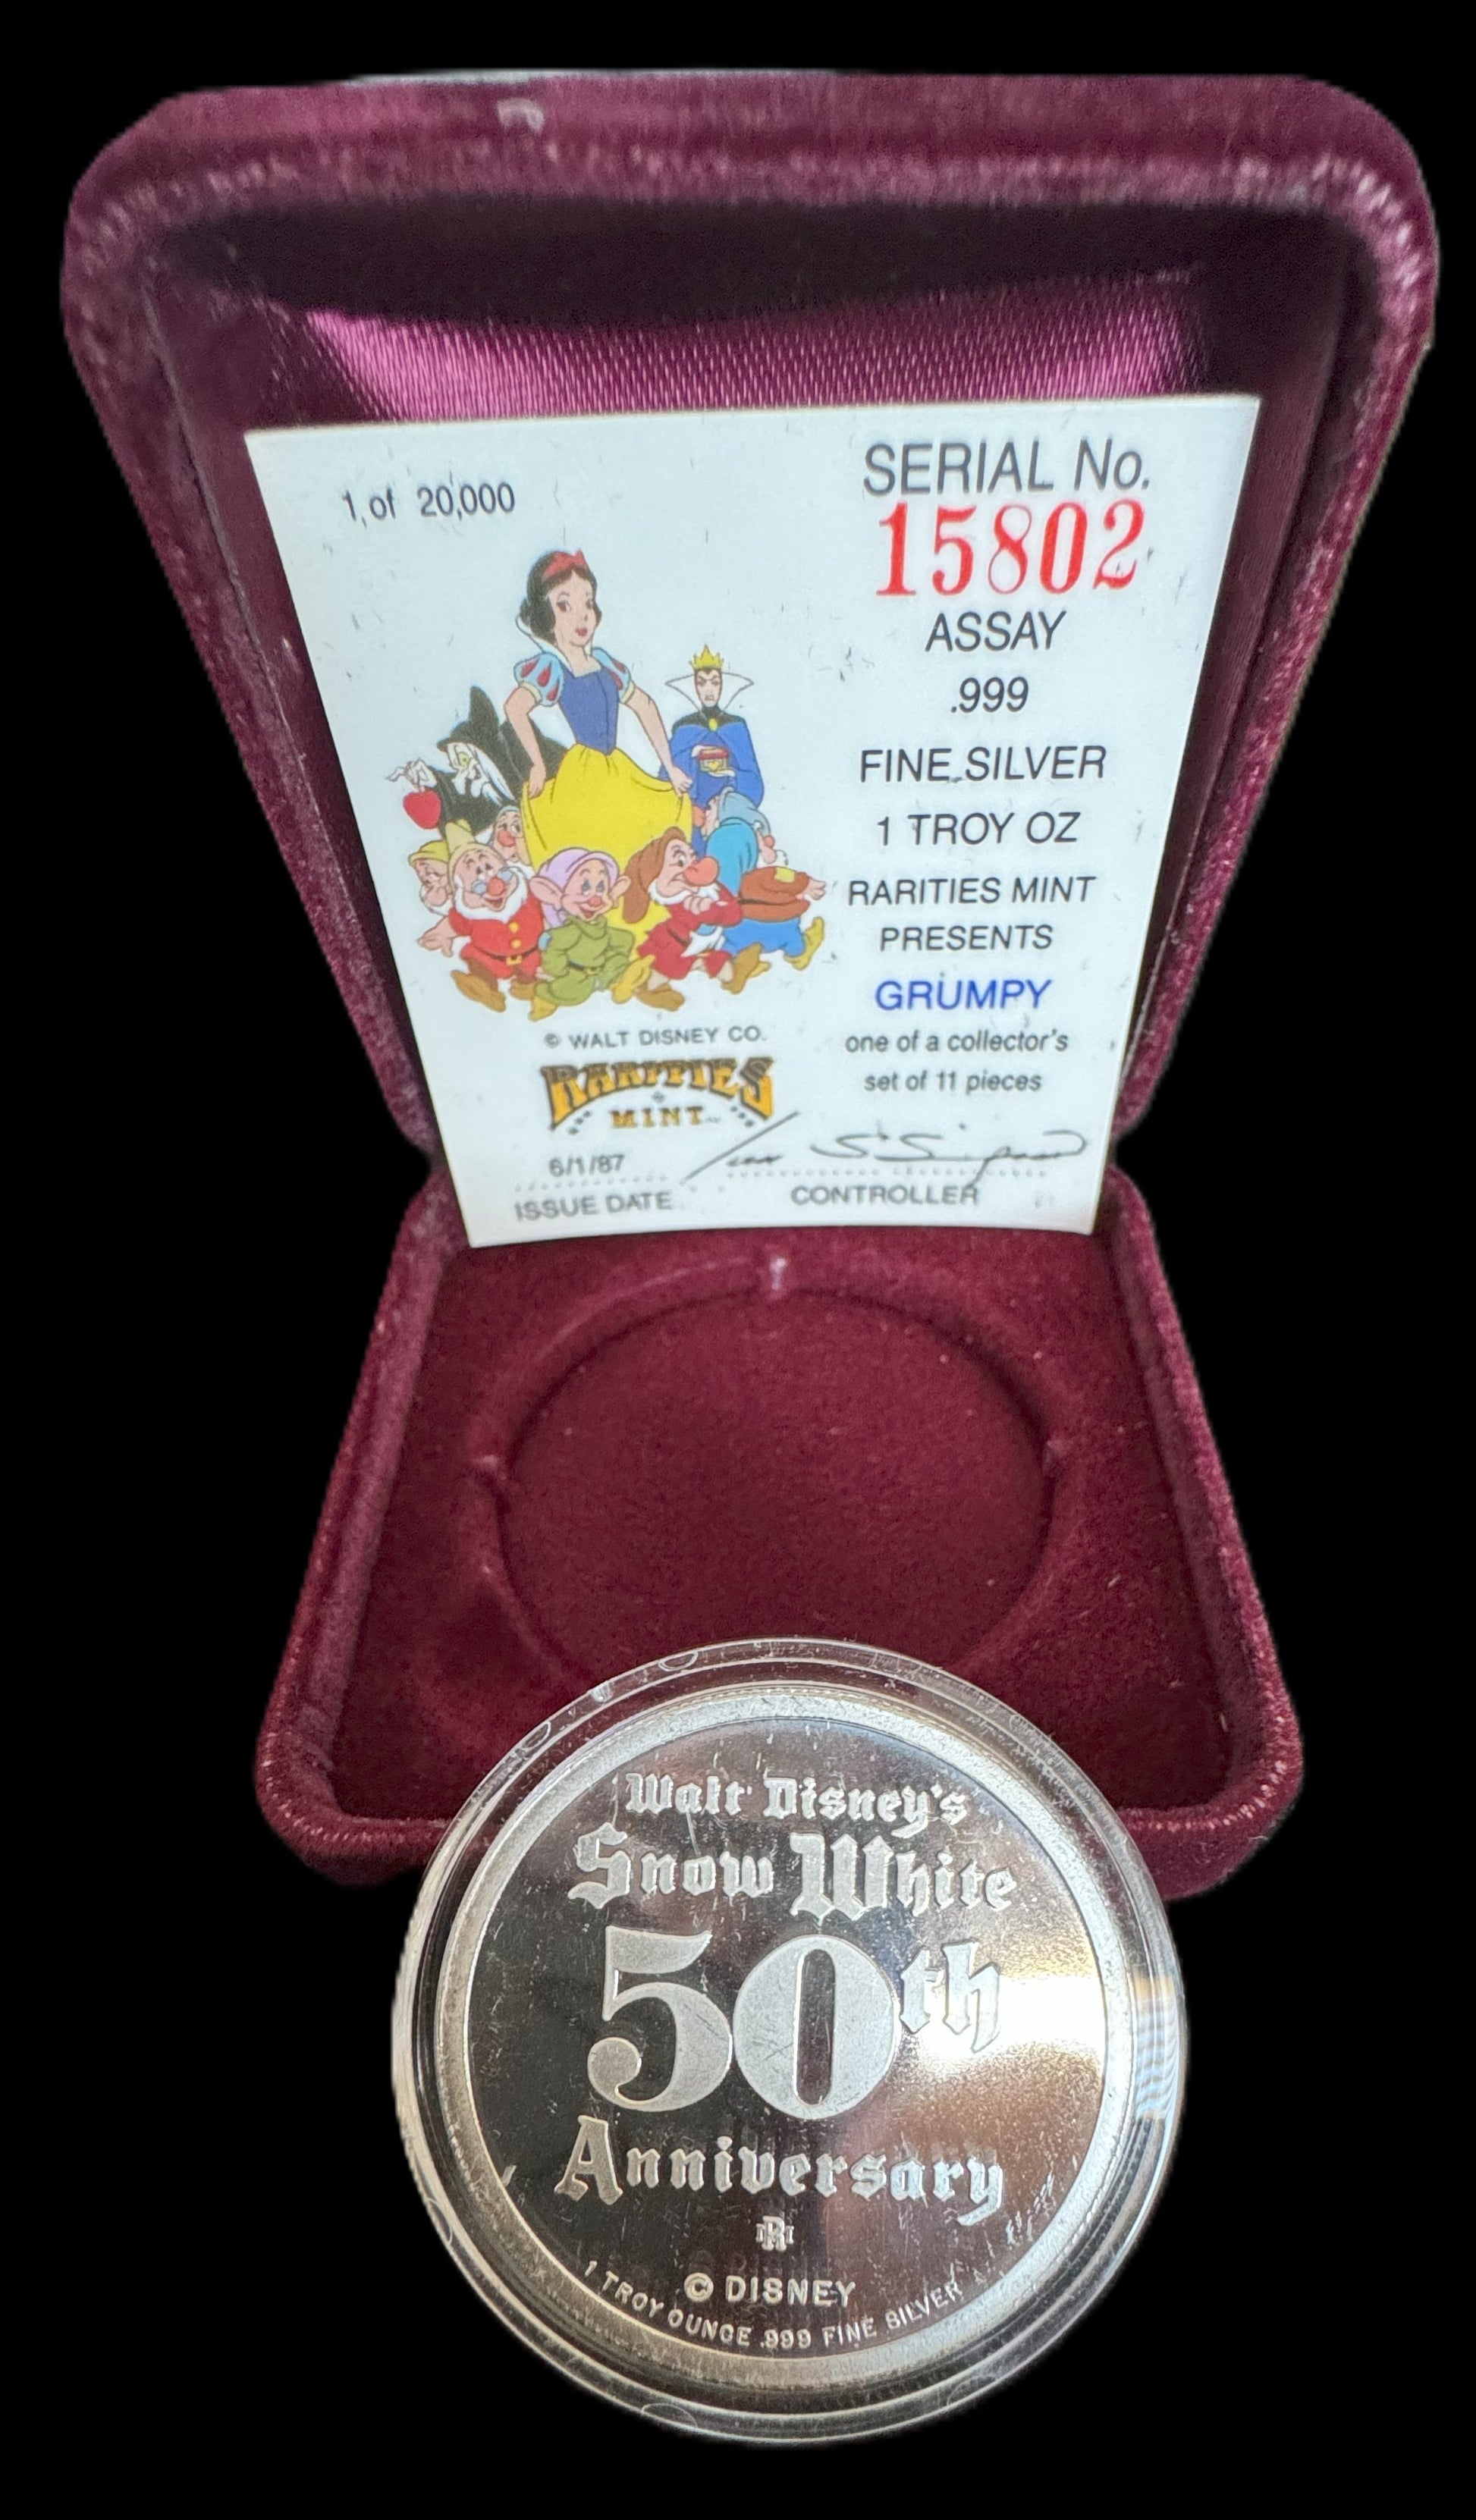 1 of 20,000
SERIAL No.
15802
ASSAY
.999
FINE SILVER
1 TROY OZ
RARITIES MINT
PRESENTS
GRUMPY
one of a collector's
set of 11 pieces
© WALT DISNEY CO.
RARITIES
MINT
6/1/87
ISSUE DATE
CONTROLLER
Walt Disney's
Snow White
50th
Anniversary
© DISNEY
1 TROY OUNCE .999 FINE SILVER